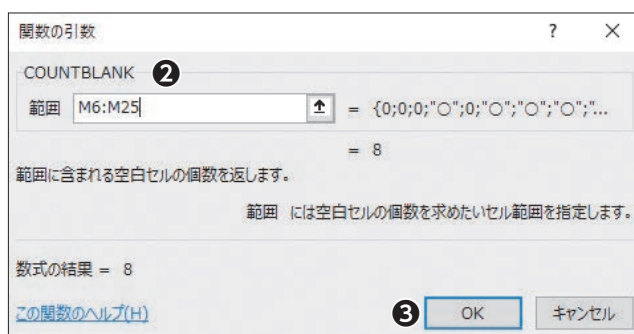 関数の引数 ? ×
COUNTBLANK ❷
範囲 M6:M25 = {0;0;0;"○";0;"○";"○";"○";"...
= 8
範囲に含まれる空白セルの個数を返します。
範囲 には空白セルの個数を求めたいセル範囲を指定します。
数式の結果 = 8
この関数のヘルプ(H) ❸ OK キャンセル